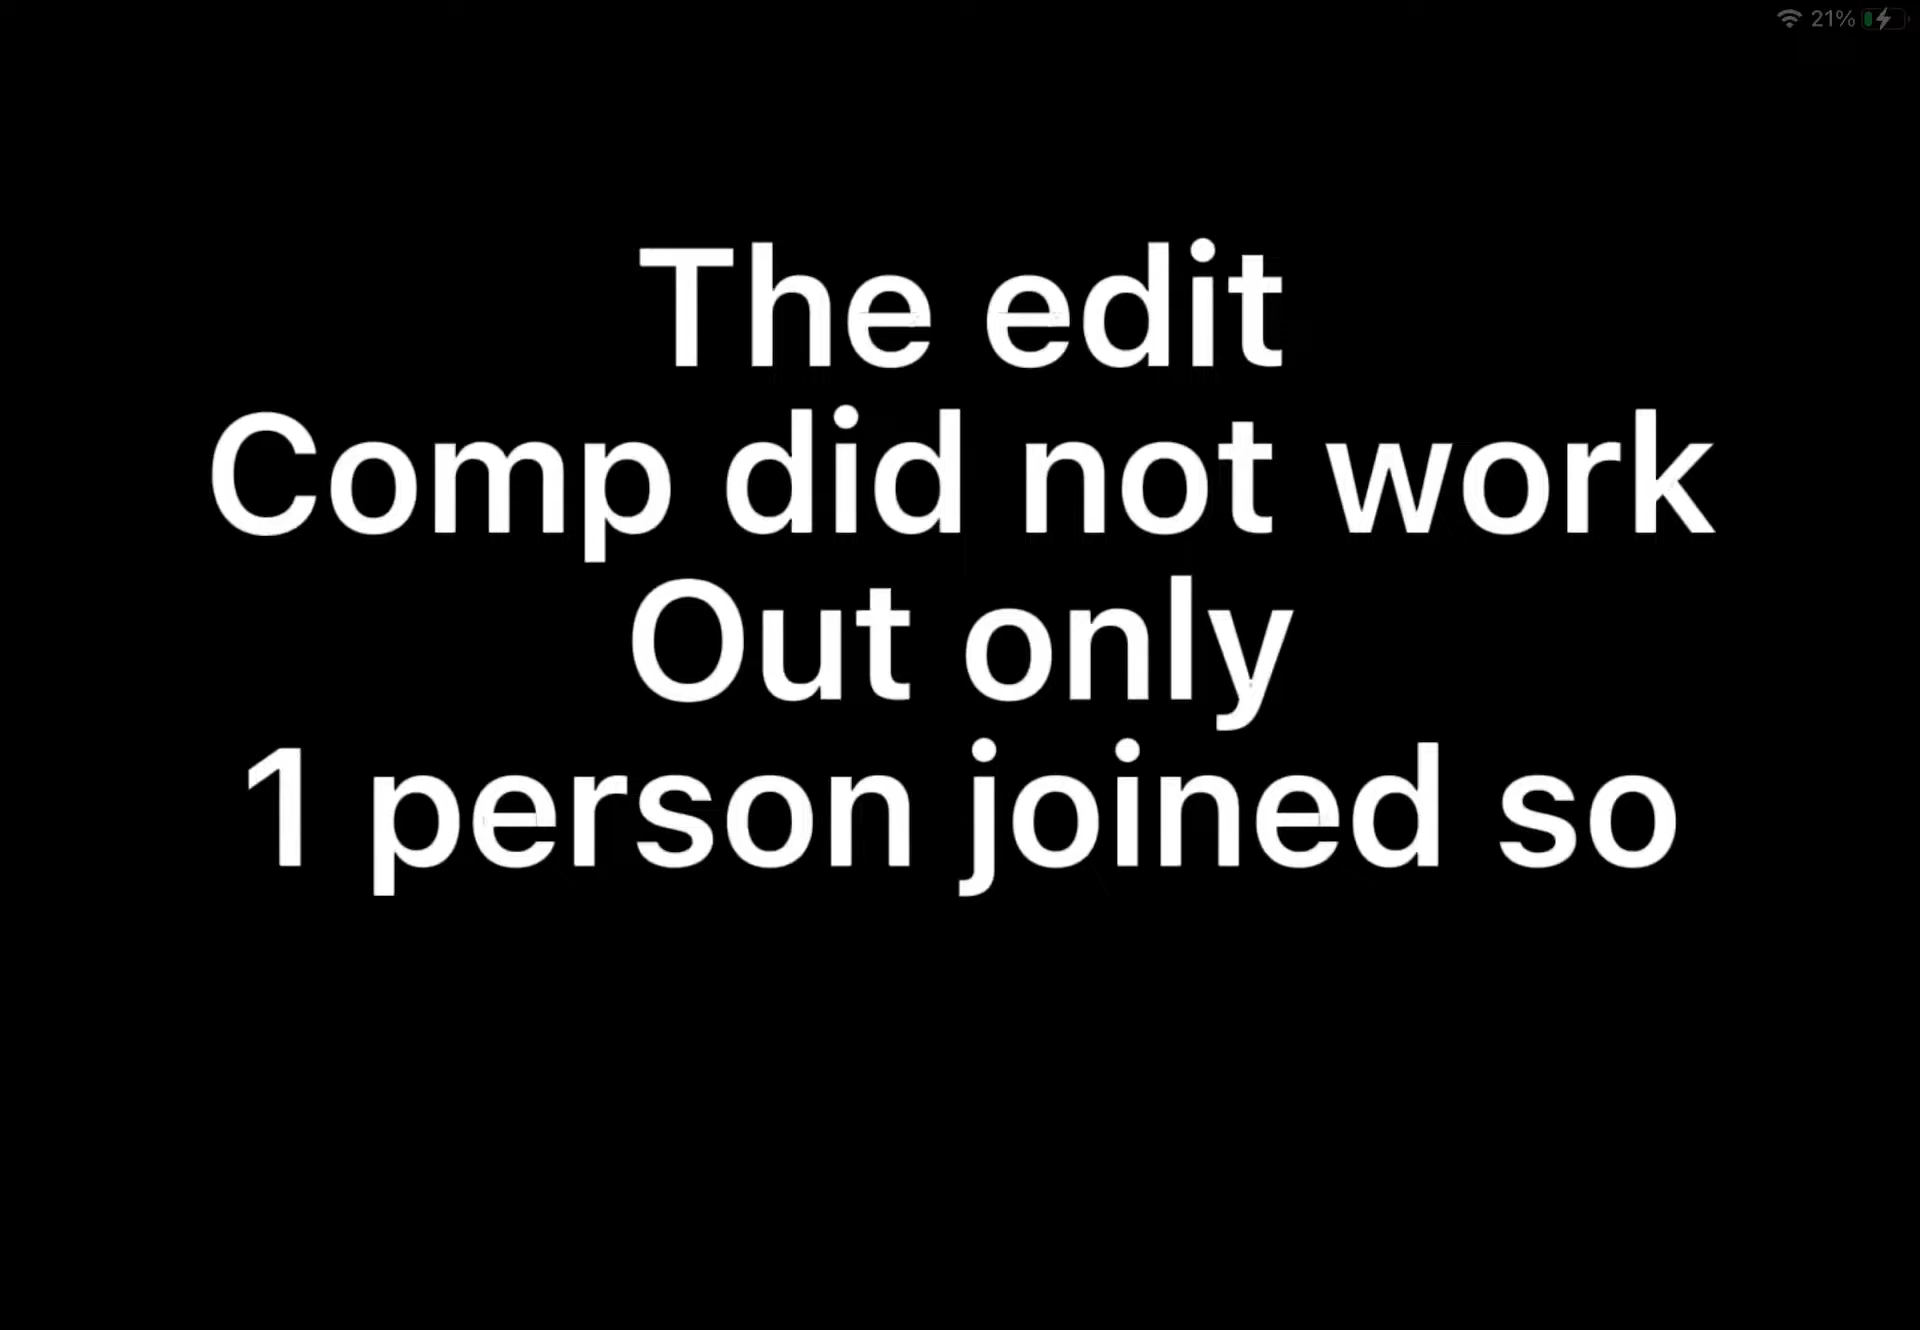 21%
The edit
Comp did not work
Out only
1 person joined so